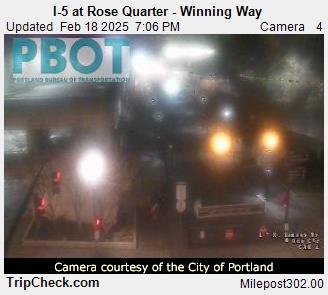 I-5 at Rose Quarter - Winning Way
Updated Feb 18 2025 7:06 PM Camera 4
PBOT
PORTLAND BUREAU OF TRANSPORTATION
Camera courtesy of the City of Portland
TripCheck.com Milepost302.00